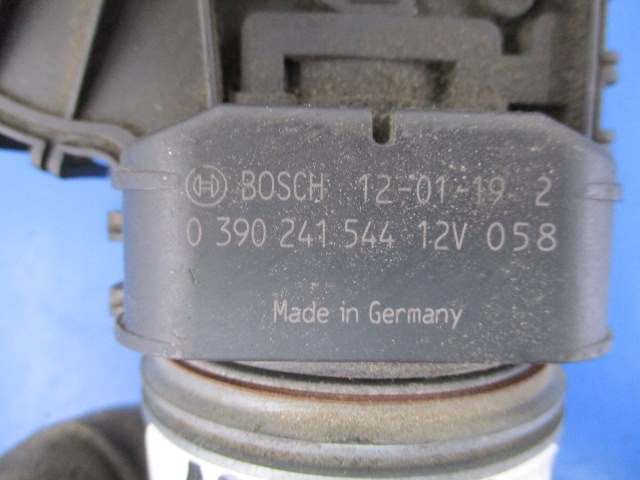 BOSCH 12-01-19 2
0 390 241 544 12V 058
Made in Germany